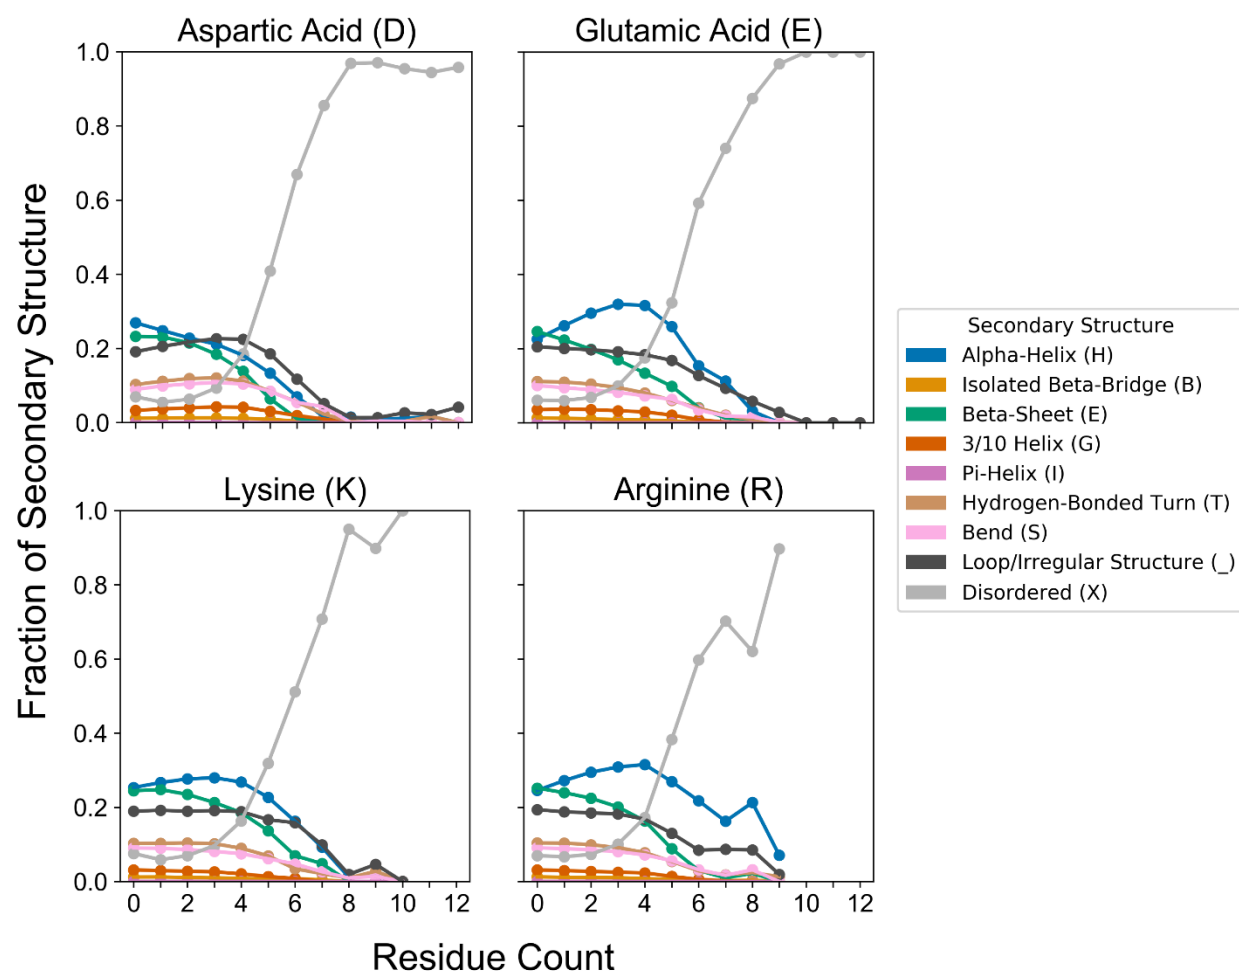 Aspartic Acid (D)
Glutamic Acid (E)
1.0
0.8
0.6
0.4
0.2
0.0
Fraction of Secondary Structure
Secondary Structure
Alpha-Helix (H)
Isolated Beta-Bridge (B)
Beta-Sheet (E)
3/10 Helix (G)
Pi-Helix (I)
Hydrogen-Bonded Turn (T)
Bend (S)
Loop/Irregular Structure (_)
Disordered (X)
Lysine (K)
Arginine (R)
1.0
0.8
0.6
0.4
0.2
0.0
0 2 4 6 8 10 12
0 2 4 6 8 10 12
Residue Count